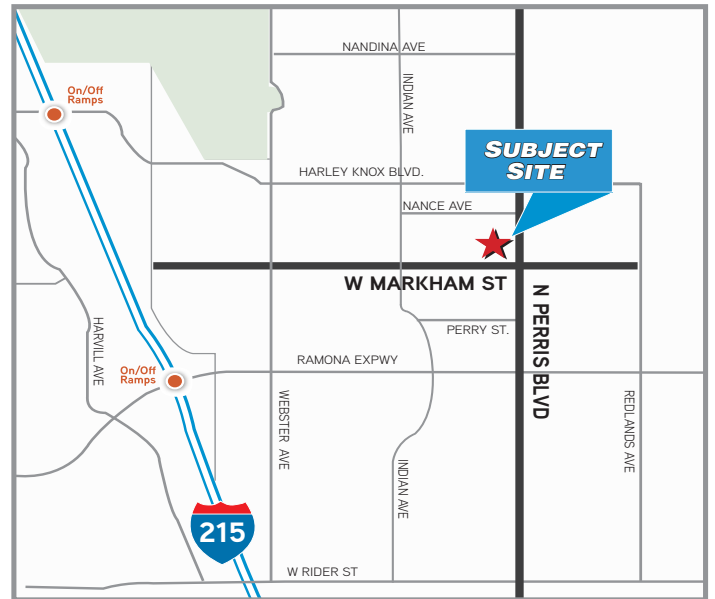 NANDINA AVE
On/Off
Ramps
INDIAN AVE
SUBJECT
SITE
HARLEY KNOX BLVD.
NANCE AVE
W MARKHAM ST
N PERRIS BLVD
HARVILL AVE
PERRY ST.
RAMONA EXPWY
On/Off
Ramps
WEBSTER AVE
REDLANDS AVE
INDIAN AVE
215
W RIDER ST